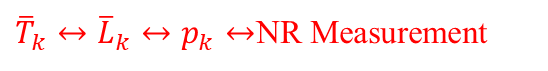 T̅ₖ ↔ L̅ₖ ↔ pₖ ↔NR Measurement